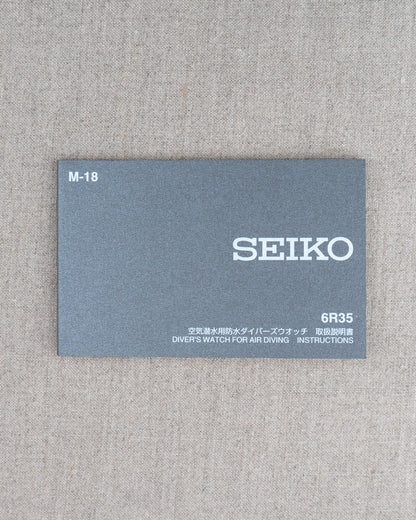 M-18
SEIKO
6R35
空気潜水用防水ダイバーズウオッチ　取扱説明書
DIVER'S WATCH FOR AIR DIVING　INSTRUCTIONS